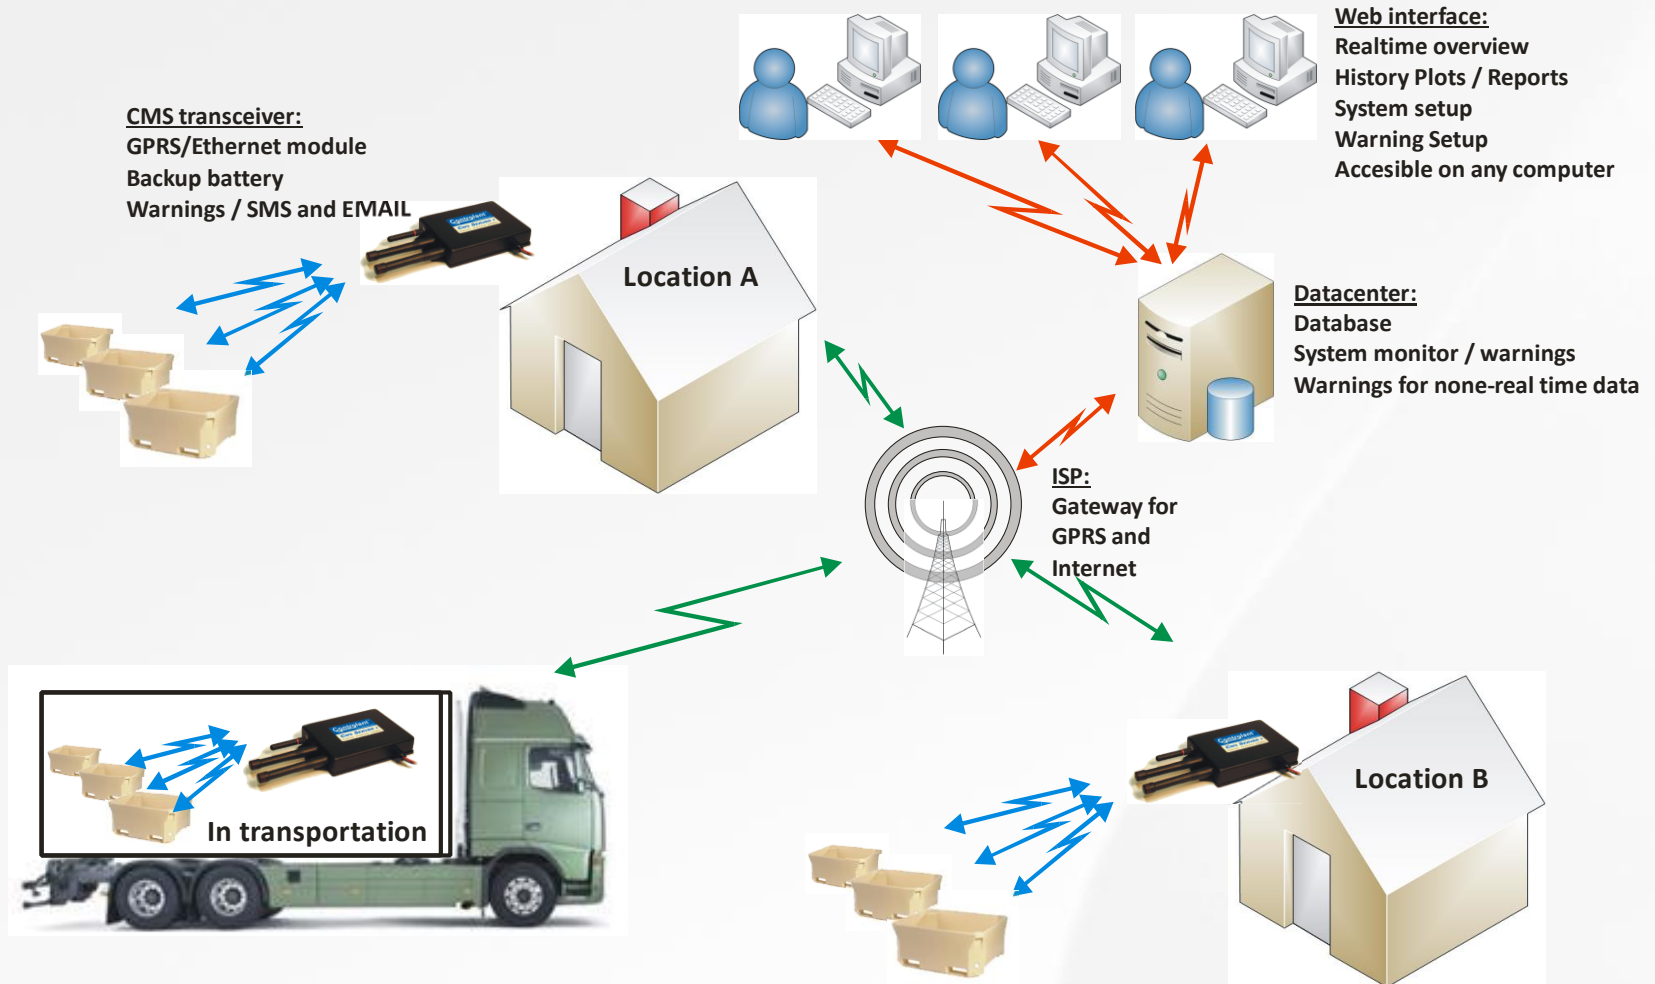 Web interface:
Realtime overview
History Plots / Reports
System setup
Warning Setup
Accesible on any computer
CMS transceiver:
GPRS/Ethernet module
Backup battery
Warnings / SMS and EMAIL
Location A
Datacenter:
Database
System monitor / warnings
Warnings for none-real time data
ISP:
Gateway for
GPRS and
Internet
In transportation
Location B